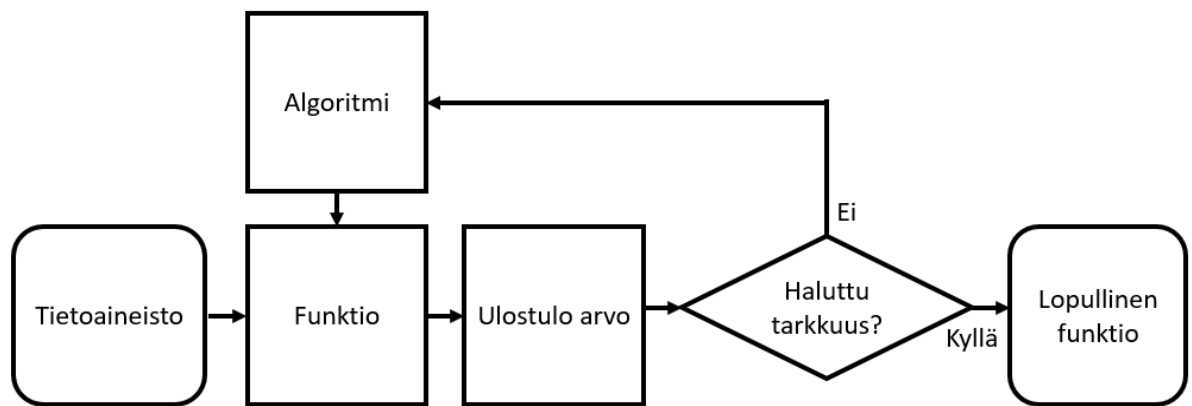 Algoritmi
Ei
Tietoaineisto
Funktio
Ulostulo arvo
Haluttu
tarkkuus?
Kyllä
Lopullinen
funktio